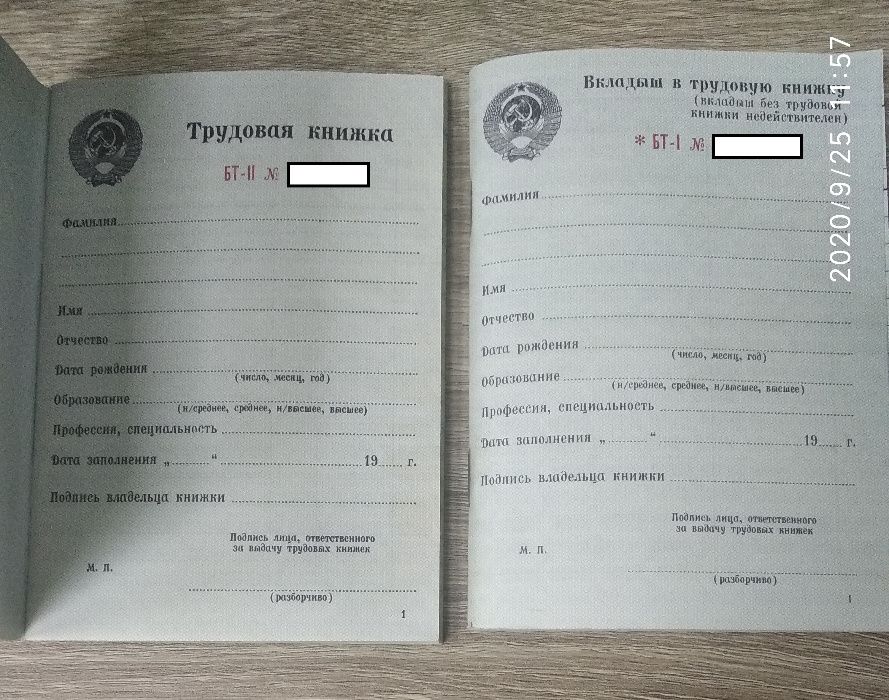 Трудовая книжка
БТ-II №
Фамилия
Имя
Отчество
Дата рождения
(число, месяц, год)
Образование
(н/среднее, среднее, н/высшее, высшее)
Профессия, специальность
Дата заполнения „ “ 19 г.
Подпись владельца книжки
Подпись лица, ответственного
за выдачу трудовых книжек
М. П.
(разборчиво)
1
Вкладыш в трудовую книжку
(вкладыш без трудовой
книжки недействителен)
* БТ-I №
Фамилия
Имя
Отчество
Дата рождения
(число, месяц, год)
Образование
(н/среднее, среднее, н/высшее, высшее)
Профессия, специальность
Дата заполнения „ “ 19 г.
Подпись владельца книжки
Подпись лица, ответственного
за выдачу трудовых книжек
М. П.
(разборчиво)
1
2020/9/25 11:57